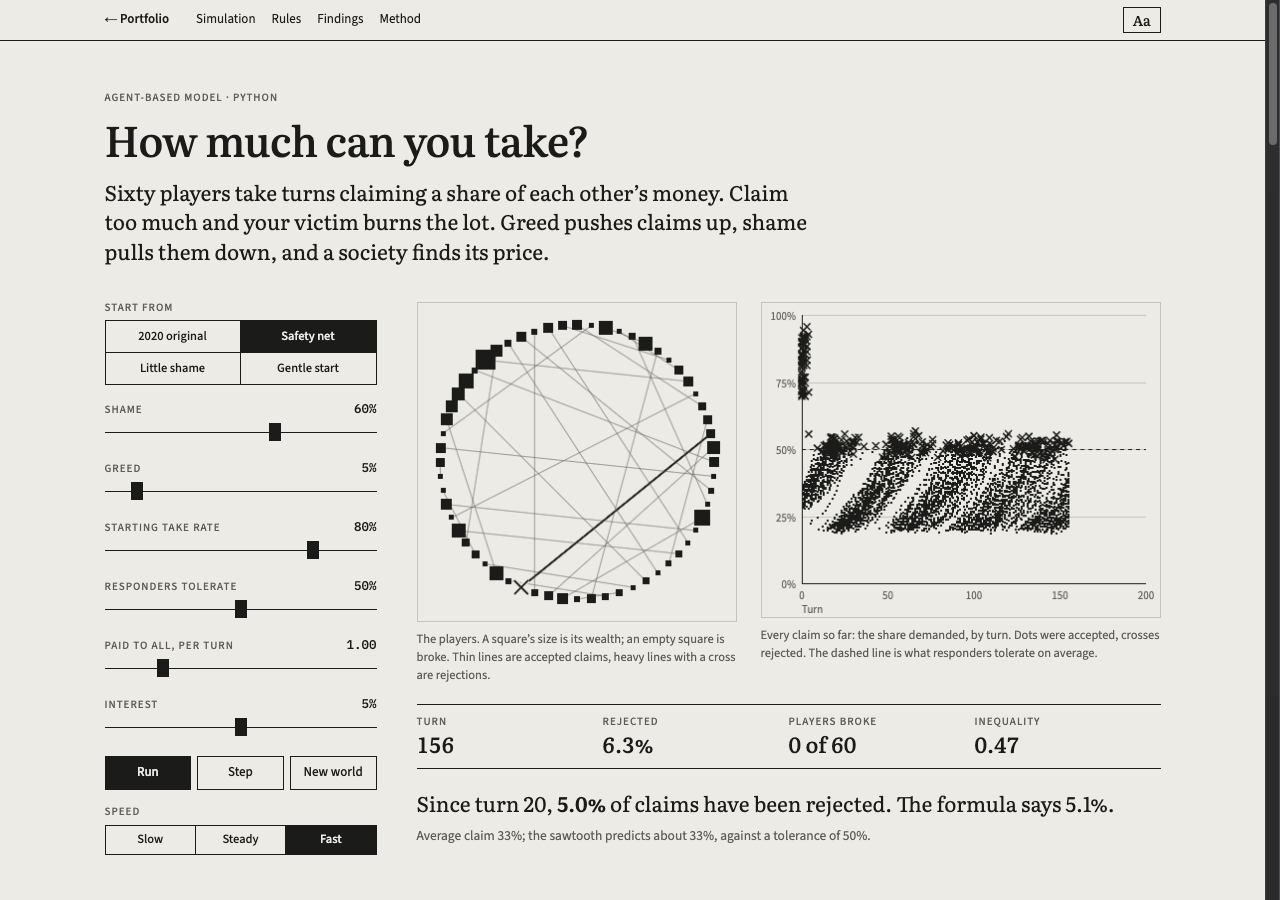 ← Portfolio Simulation Rules Findings Method Aa
AGENT-BASED MODEL · PYTHON
How much can you take?
Sixty players take turns claiming a share of each other’s money. Claim
too much and your victim burns the lot. Greed pushes claims up, shame
pulls them down, and a society finds its price.
START FROM
2020 original Safety net
Little shame Gentle start
SHAME 60%
GREED 5%
STARTING TAKE RATE 80%
RESPONDERS TOLERATE 50%
PAID TO ALL, PER TURN 1.00
INTEREST 5%
Run Step New world
SPEED
Slow Steady Fast
The players. A square’s size is its wealth; an empty square is
broke. Thin lines are accepted claims, heavy lines with a cross
are rejections.
100%
75%
50%
25%
0%
0 50 100 150 200
Turn
Every claim so far: the share demanded, by turn. Dots were accepted, crosses
rejected. The dashed line is what responders tolerate on average.
TURN REJECTED PLAYERS BROKE INEQUALITY
156 6.3% 0 of 60 0.47
Since turn 20, 5.0% of claims have been rejected. The formula says 5.1%.
Average claim 33%; the sawtooth predicts about 33%, against a tolerance of 50%.